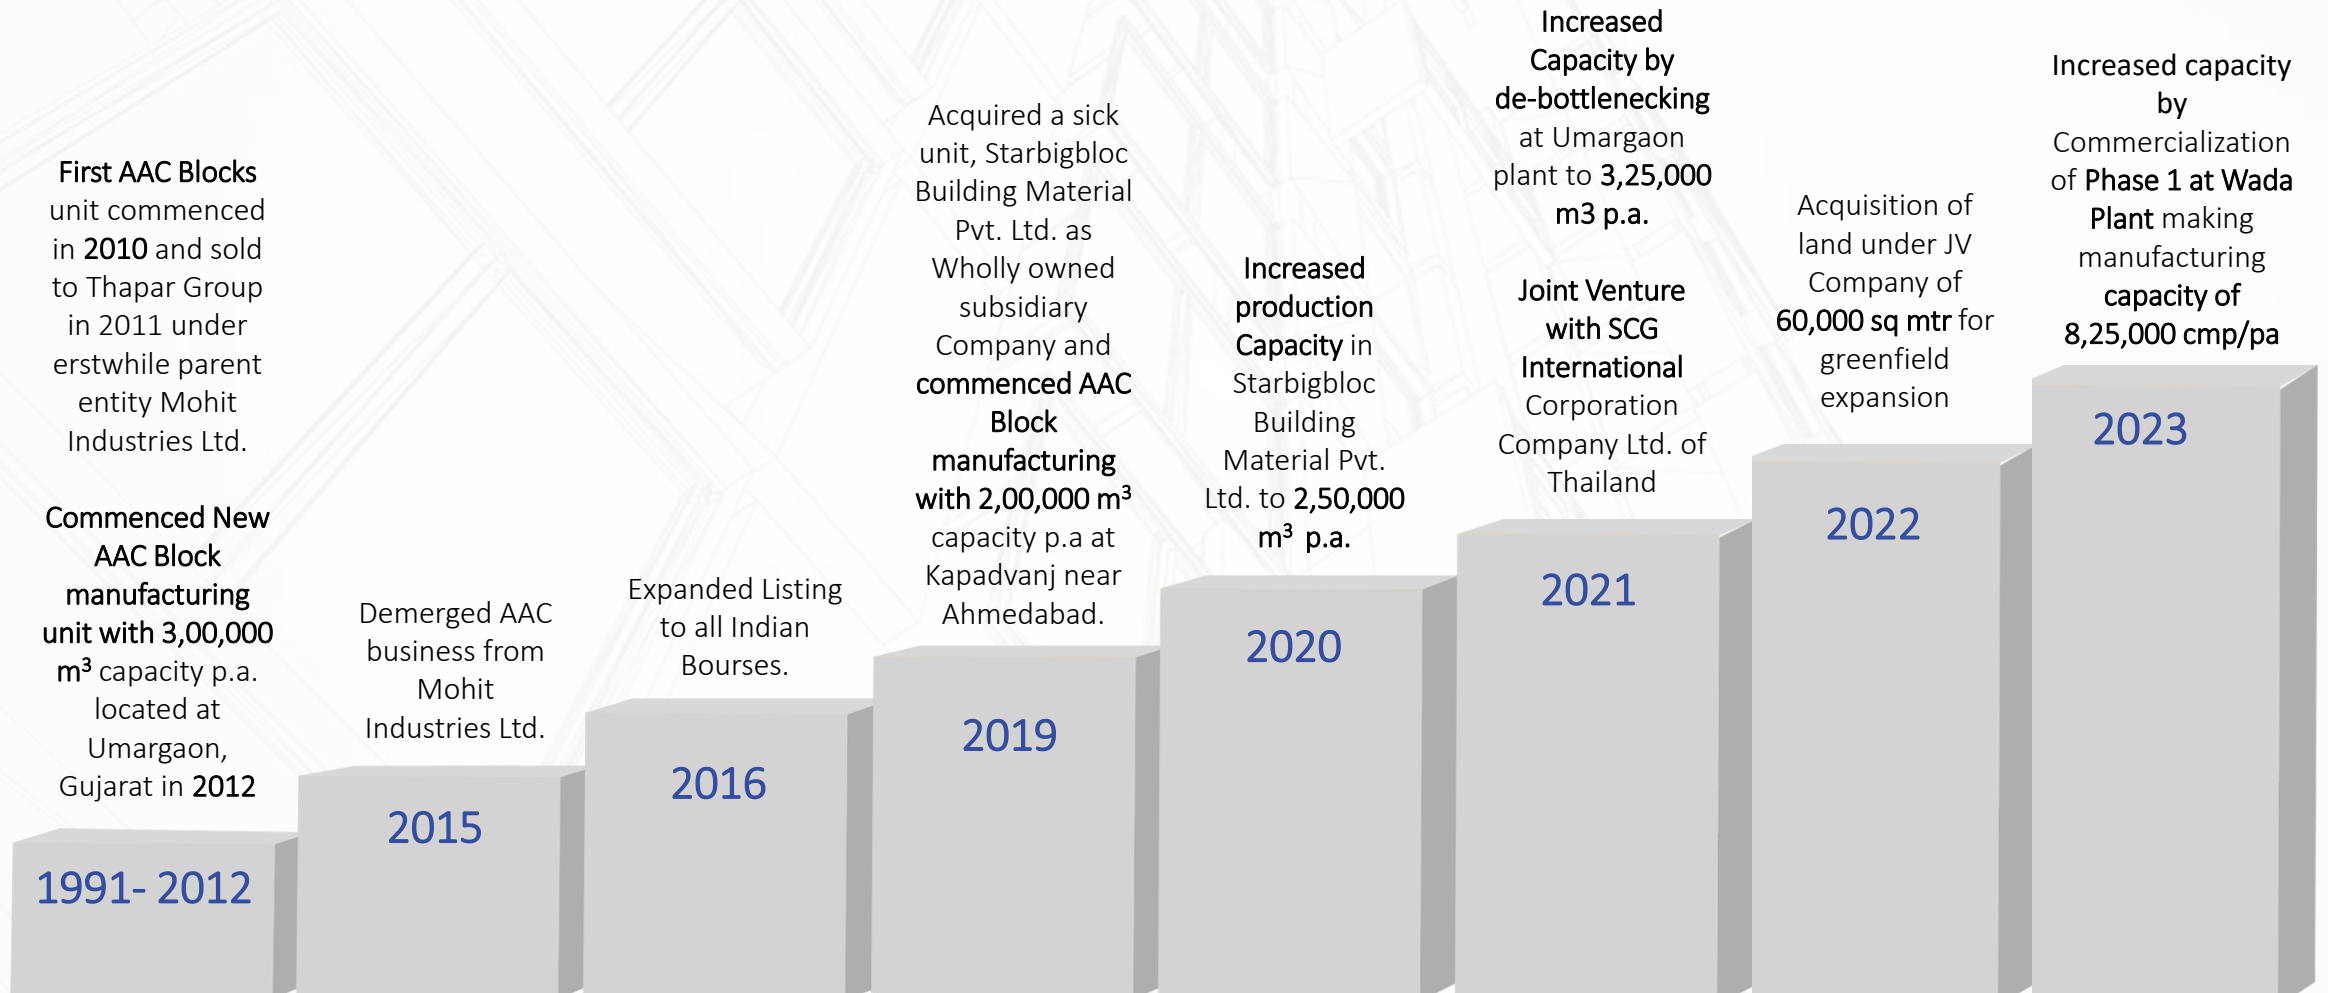 First AAC Blocks
unit commenced
in 2010 and sold
to Thapar Group
in 2011 under
erstwhile parent
entity Mohit
Industries Ltd.
Commenced New
AAC Block
manufacturing
unit with 3,00,000
m³ capacity p.a.
located at
Umargaon,
Gujarat in 2012
1991- 2012
Demerged AAC
business from
Mohit
Industries Ltd.
2015
Expanded Listing
to all Indian
Bourses.
2016
Acquired a sick
unit, Starbigbloc
Building Material
Pvt. Ltd. as
Wholly owned
subsidiary
Company and
commenced AAC
Block
manufacturing
with 2,00,000 m³
capacity p.a at
Kapadvanj near
Ahmedabad.
2019
Increased
production
Capacity in
Starbigbloc
Building
Material Pvt.
Ltd. to 2,50,000
m³ p.a.
2020
Increased
Capacity by
de-bottlenecking
at Umargaon
plant to 3,25,000
m3 p.a.
Joint Venture
with SCG
International
Corporation
Company Ltd. of
Thailand
2021
Acquisition of
land under JV
Company of
60,000 sq mtr for
greenfield
expansion
2022
Increased capacity
by
Commercialization
of Phase 1 at Wada
Plant making
manufacturing
capacity of
8,25,000 cmp/pa
2023